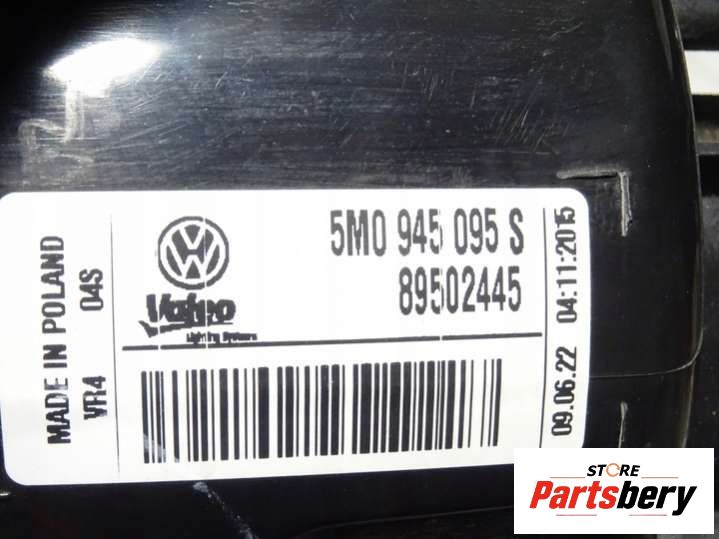 MADE IN POLAND
VR4 04S
VW
Valeo
Lighting Systems
5M0 945 095 S
89502445
09.06.22 04:11:2015
STORE
Partsbery